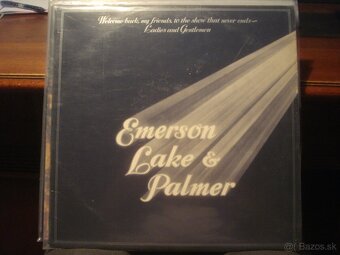 Welcome back, my friends, to the show that never ends—
Ladies and Gentlemen
Emerson
Lake &
Palmer
Bazos.sk